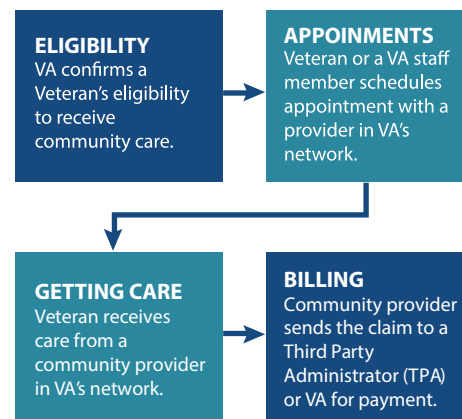 ELIGIBILITY
VA confirms a
Veteran's eligibility
to receive
community care.
APPOINMENTS
Veteran or a VA staff
member schedules
appointment with a
provider in VA's
network.
GETTING CARE
Veteran receives
care from a
community provider
in VA's network.
BILLING
Community provider
sends the claim to a
Third Party
Administrator (TPA)
or VA for payment.